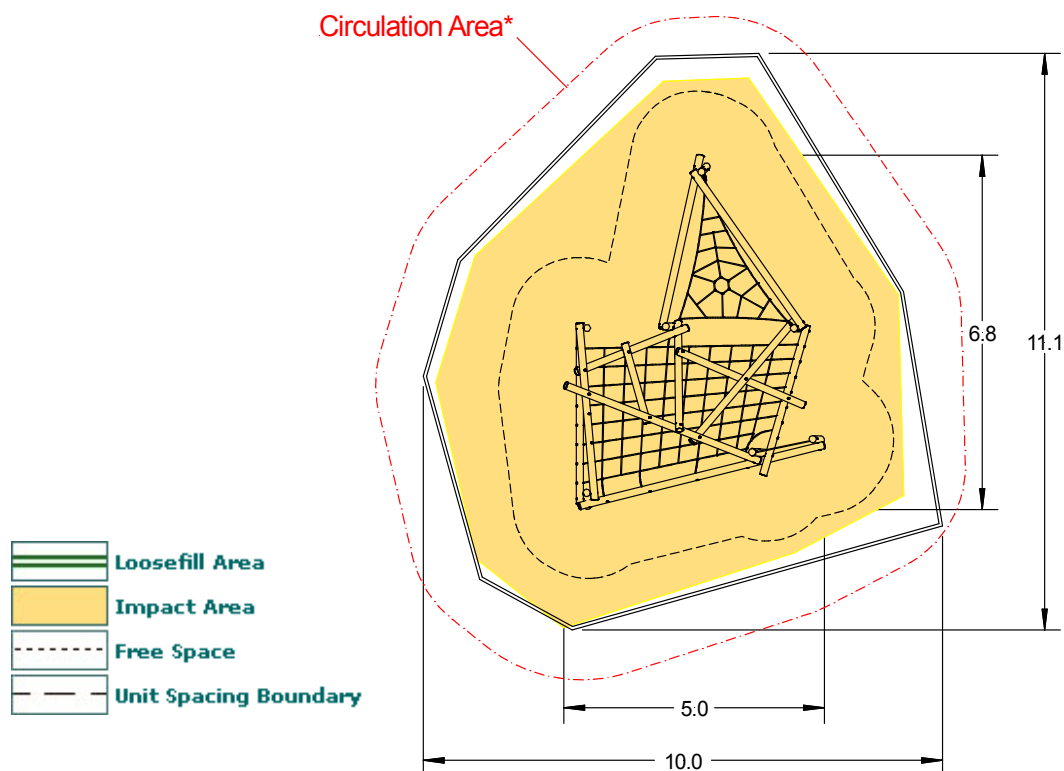 Circulation Area*
6.8
11.1
Loosefill Area
Impact Area
Free Space
Unit Spacing Boundary
5.0
10.0